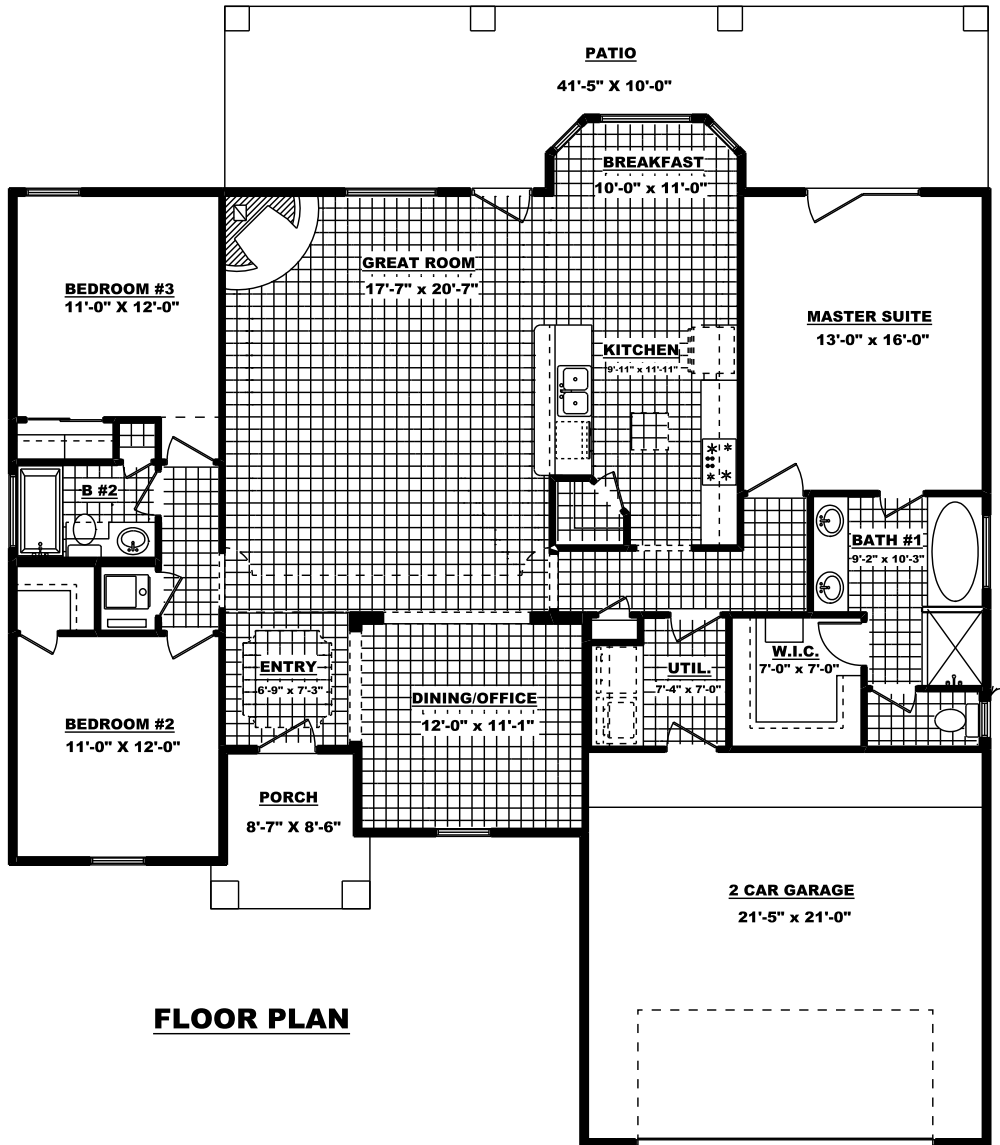 PATIO
41'-5" X 10'-0"
BREAKFAST
10'-0" x 11'-0"
GREAT ROOM
17'-7" x 20'-7"
BEDROOM #3
11'-0" X 12'-0"
MASTER SUITE
13'-0" x 16'-0"
KITCHEN
9'-11" x 11'-11"
B #2
BATH #1
9'-2" x 10'-3"
ENTRY
6'-9" x 7'-3"
UTIL.
7'-4" x 7'-0"
W.I.C.
7'-0" x 7'-0"
DINING/OFFICE
12'-0" x 11'-1"
BEDROOM #2
11'-0" X 12'-0"
PORCH
8'-7" X 8'-6"
2 CAR GARAGE
21'-5" x 21'-0"
FLOOR PLAN